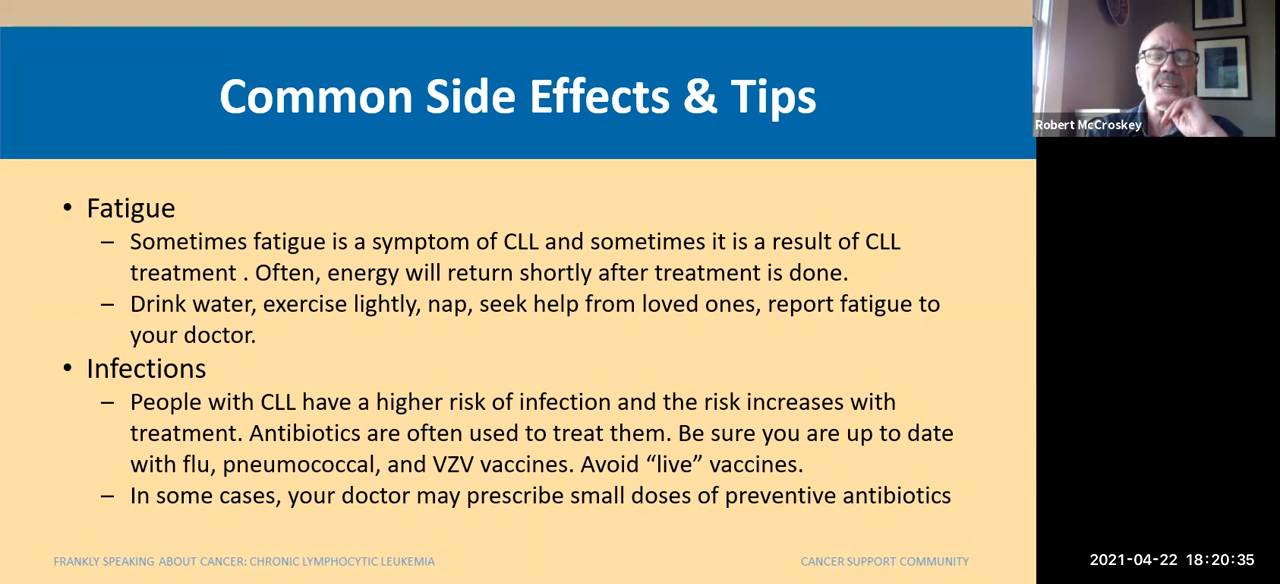 Common Side Effects & Tips
Robert McCroskey
• Fatigue
– Sometimes fatigue is a symptom of CLL and sometimes it is a result of CLL
treatment . Often, energy will return shortly after treatment is done.
– Drink water, exercise lightly, nap, seek help from loved ones, report fatigue to
your doctor.
• Infections
– People with CLL have a higher risk of infection and the risk increases with
treatment. Antibiotics are often used to treat them. Be sure you are up to date
with flu, pneumococcal, and VZV vaccines. Avoid “live” vaccines.
– In some cases, your doctor may prescribe small doses of preventive antibiotics
FRANKLY SPEAKING ABOUT CANCER: CHRONIC LYMPHOCYTIC LEUKEMIA
CANCER SUPPORT COMMUNITY
2021-04-22 18:20:35